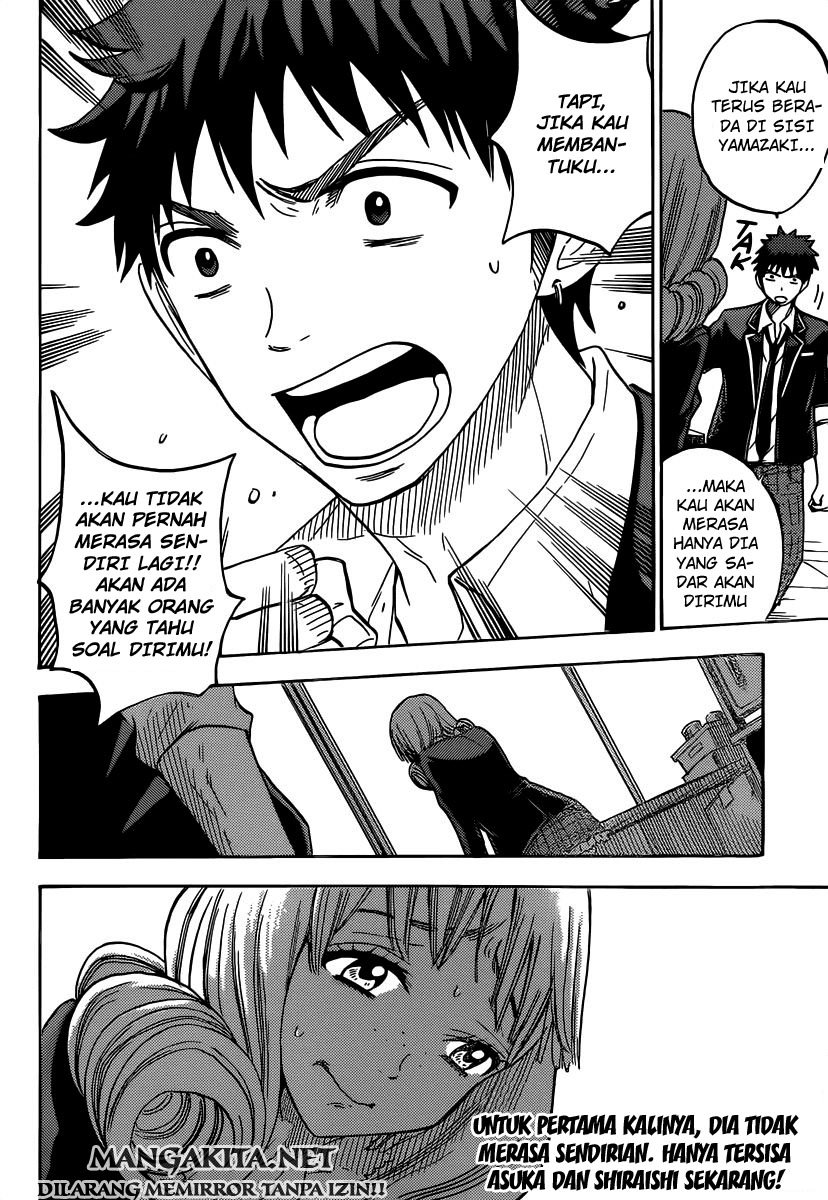 JIKA KAU
TERUS BERA-
DA DI SISI
YAMAZAKI...
TAK
...MAKA
KAU AKAN
MERASA
HANYA DIA
YANG SA-
DAR AKAN
DIRIMU
TAPI,
JIKA KAU
MEMBAN-
TUKU...
...KAU TIDAK
AKAN PERNAH
MERASA SEN-
DIRI LAGI!!
AKAN ADA
BANYAK ORANG
YANG TAHU
SOAL DIRIMU!
UNTUK PERTAMA KALINYA, DIA TIDAK
MERASA SENDIRIAN. HANYA TERSISA
ASUKA DAN SHIRAISHI SEKARANG!
MANGAKITA.NET
DILARANG MEMIRROR TANPA IZIN!!